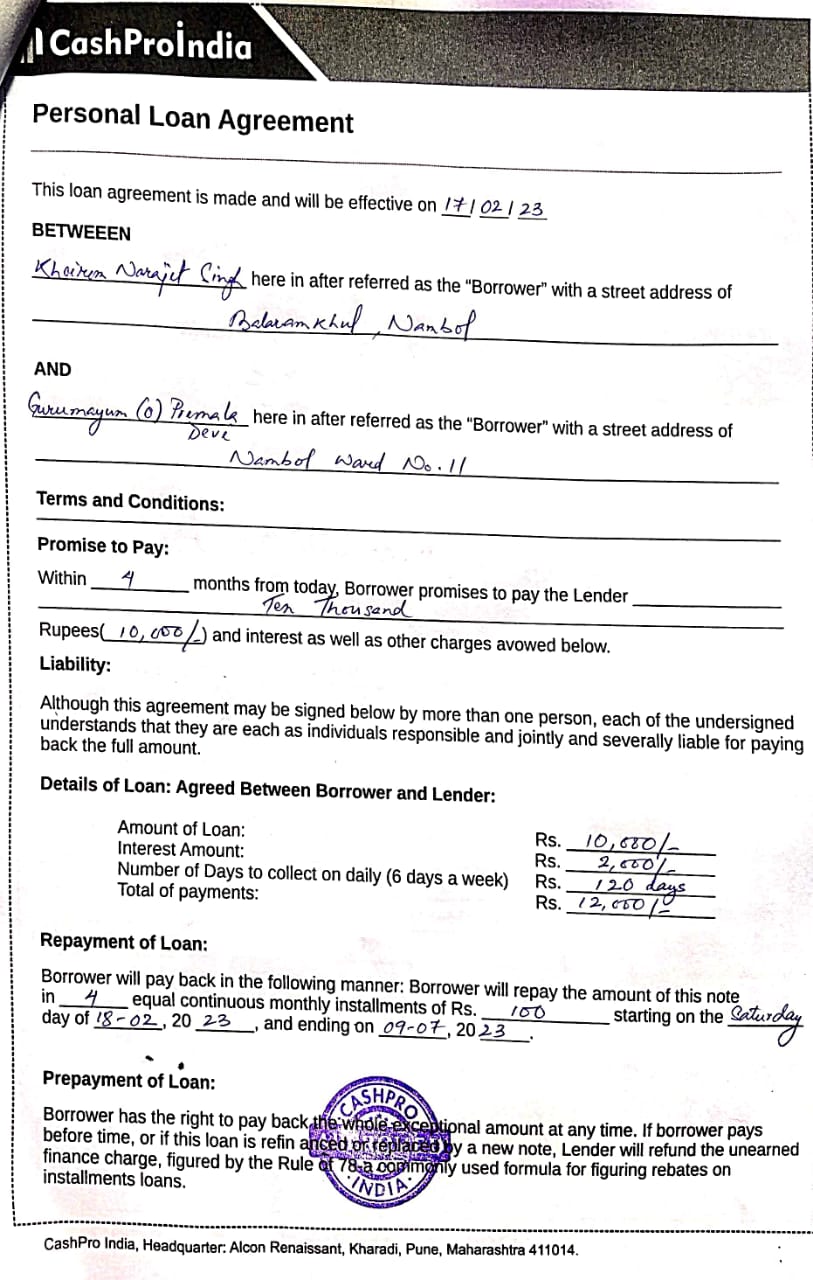 CashProIndia
Personal Loan Agreement
This loan agreement is made and will be effective on 17/02/23
BETWEEEN
Khairum Narajit Singh here in after referred as the “Borrower” with a street address of
Balaramkhul, Nambol
AND
Gurumayum (O) Premala here in after referred as the “Borrower” with a street address of
Devi
Nambol Ward No. 11
Terms and Conditions:
Promise to Pay:
Within 4 months from today, Borrower promises to pay the Lender
Ten Thousand
Rupees( 10,000/-) and interest as well as other charges avowed below.
Liability:
Although this agreement may be signed below by more than one person, each of the undersigned
understands that they are each as individuals responsible and jointly and severally liable for paying
back the full amount.
Details of Loan: Agreed Between Borrower and Lender:
Amount of Loan: Rs. 10,000/-
Interest Amount: Rs. 2,000/-
Number of Days to collect on daily (6 days a week) Rs. 120 days
Total of payments: Rs. 12,000/-
Repayment of Loan:
Borrower will pay back in the following manner: Borrower will repay the amount of this note
in 4 equal continuous monthly installments of Rs. 100 starting on the Saturday
day of 18-02, 20 23, and ending on 09-07, 20 23.
Prepayment of Loan:
Borrower has the right to pay back the whole exceptional amount at any time. If borrower pays
before time, or if this loan is refin anced or replaced by a new note, Lender will refund the unearned
finance charge, figured by the Rule of 78-a commonly used formula for figuring rebates on
installments loans.
CASHPRO
INDIA
CashPro India, Headquarter: Alcon Renaissant, Kharadi, Pune, Maharashtra 411014.